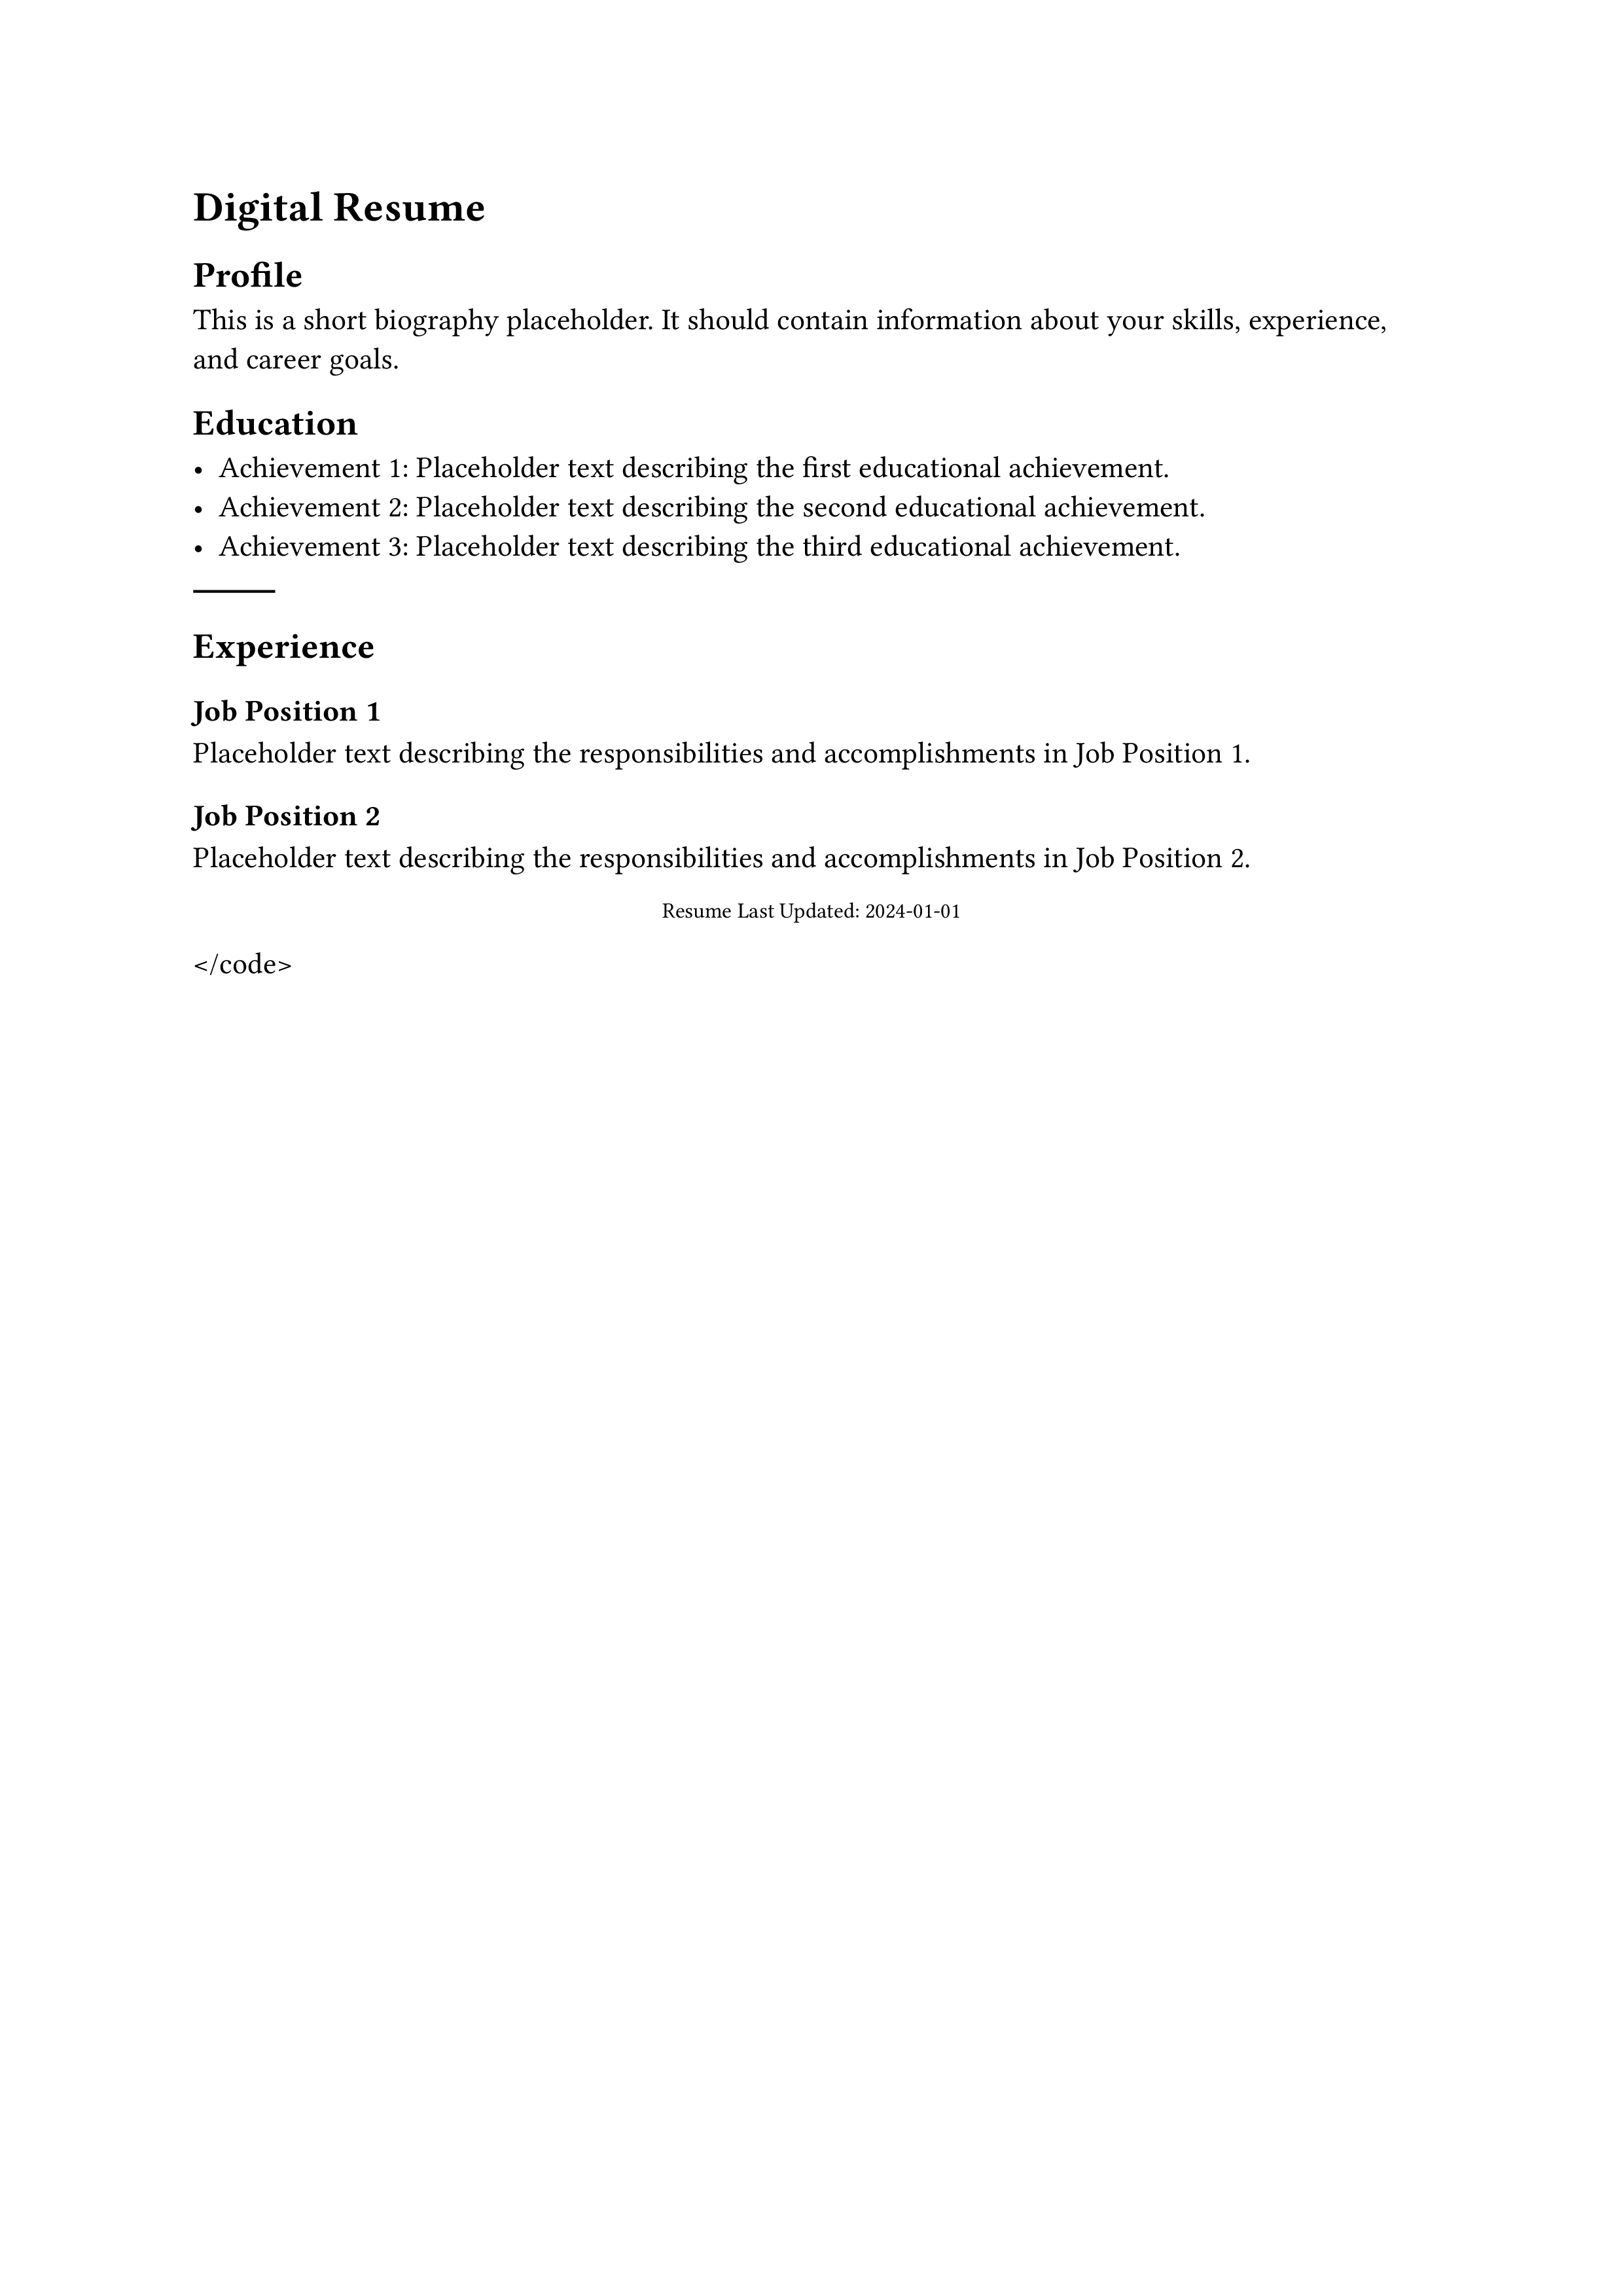 Digital Resume
Profile
This is a short biography placeholder. It should contain information about your skills, experience,
and career goals.
Education
• Achievement 1: Placeholder text describing the first educational achievement.
• Achievement 2: Placeholder text describing the second educational achievement.
• Achievement 3: Placeholder text describing the third educational achievement.
Experience
Job Position 1
Placeholder text describing the responsibilities and accomplishments in Job Position 1.
Job Position 2
Placeholder text describing the responsibilities and accomplishments in Job Position 2.
Resume Last Updated: 2024-01-01
</code>